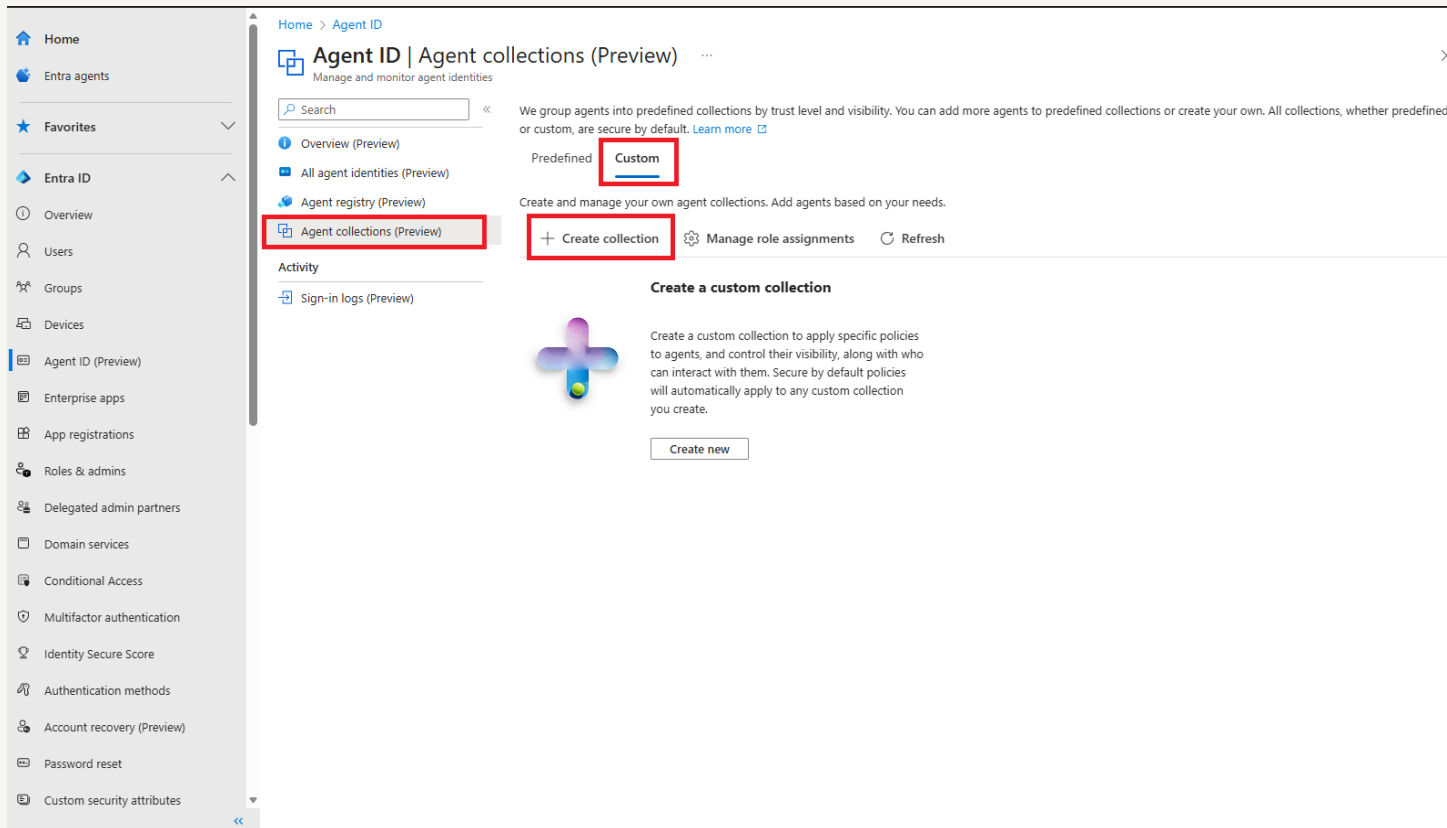 Home
Entra agents
Favorites
Entra ID
Overview
Users
Groups
Devices
Agent ID (Preview)
Enterprise apps
App registrations
Roles & admins
Delegated admin partners
Domain services
Conditional Access
Multifactor authentication
Identity Secure Score
Authentication methods
Account recovery (Preview)
Password reset
Custom security attributes
Home > Agent ID
Agent ID | Agent collections (Preview) ...
Manage and monitor agent identities
Search
Overview (Preview)
All agent identities (Preview)
Agent registry (Preview)
Agent collections (Preview)
Activity
Sign-in logs (Preview)
We group agents into predefined collections by trust level and visibility. You can add more agents to predefined collections or create your own. All collections, whether predefined
or custom, are secure by default. Learn more
Predefined Custom
Create and manage your own agent collections. Add agents based on your needs.
Create collection Manage role assignments Refresh
Create a custom collection
Create a custom collection to apply specific policies
to agents, and control their visibility, along with who
can interact with them. Secure by default policies
will automatically apply to any custom collection
you create.
Create new